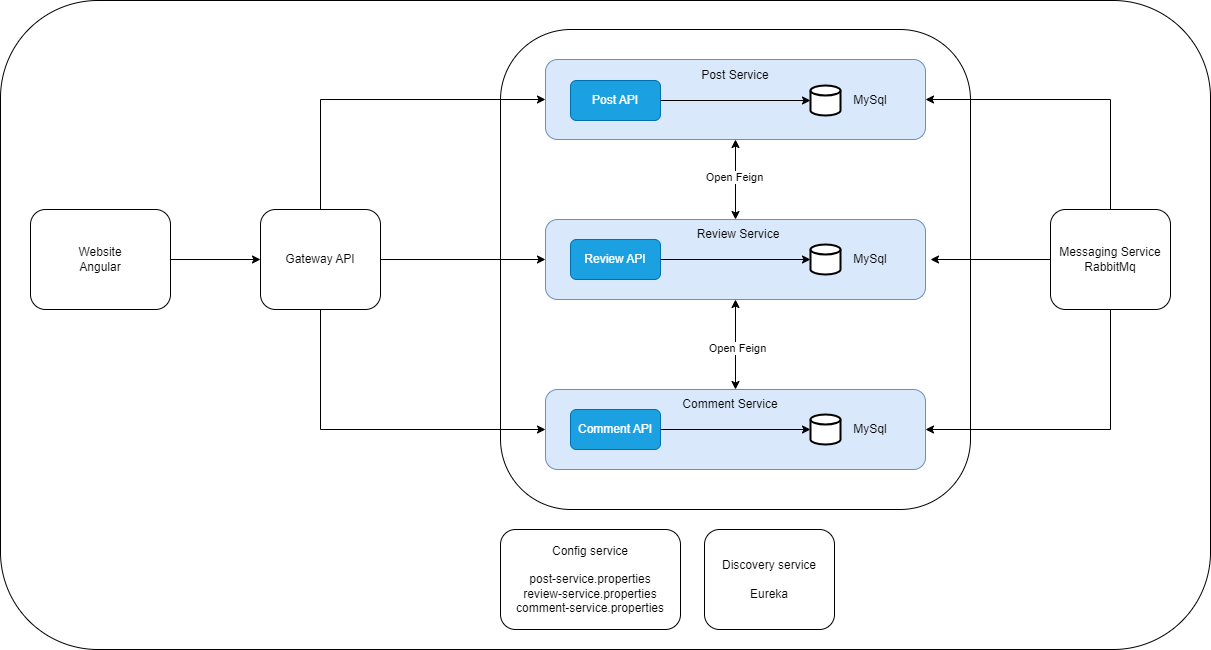 Post Service
Post API
MySql
Open Feign
Website
Angular
Gateway API
Review Service
Review API
MySql
Messaging Service
RabbitMq
Open Feign
Comment Service
Comment API
MySql
Config service
post-service.properties
review-service.properties
comment-service.properties
Discovery service
Eureka